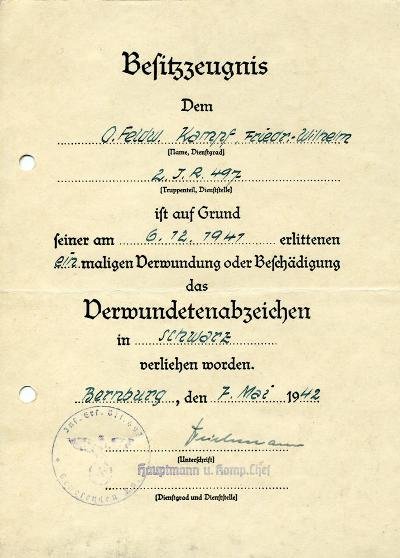 Besitzzeugnis
Dem
O.Feldw. Kampf, Friedr.-Wilhelm
(Name, Dienstgrad)
2. J.R. 497
(Truppenteil, Dienststelle)
ist auf Grund
seiner am 6. 12. 1941 erlittenen
ein maligen Verwundung oder Beschädigung
das
Verwundetenabzeichen
in schwarz
verliehen worden.
Bernburg, den 7. Mai 1942
(Unterschrift)
Hauptmann u. Komp.Chef
(Dienstgrad und Dienststelle)